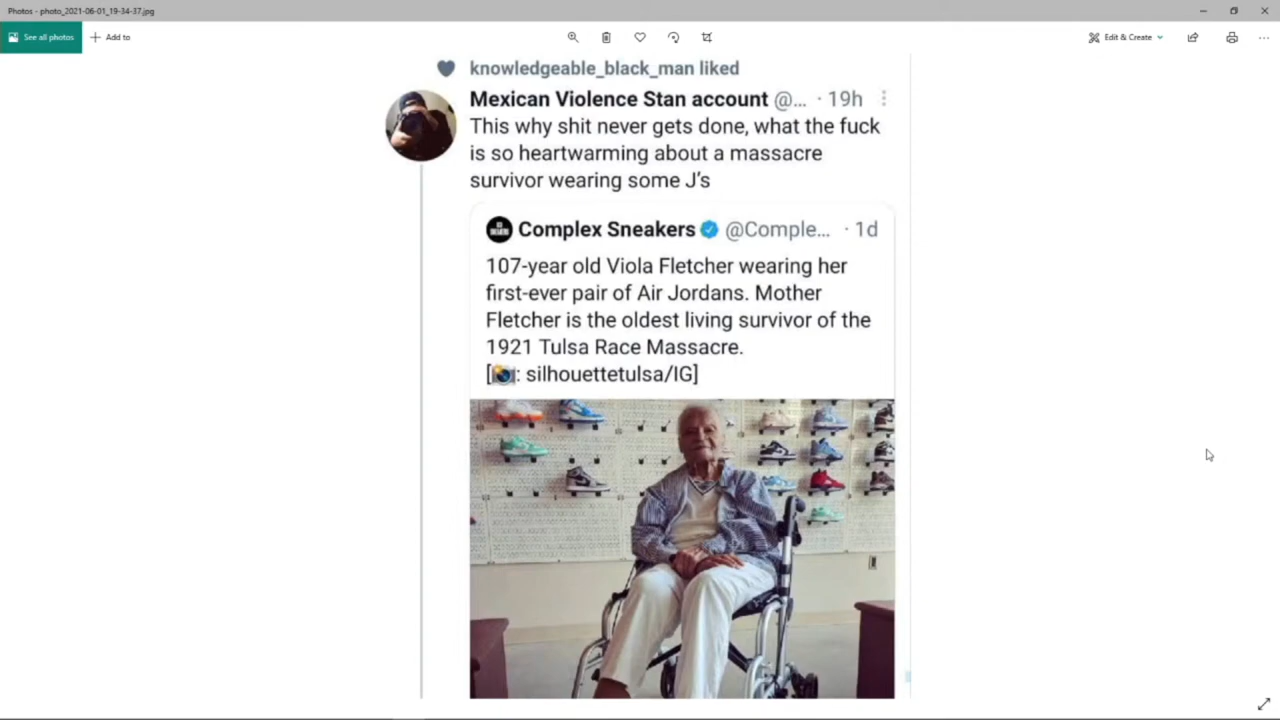 Photos - photo_2021-06-01_19-34-37.jpg
See all photos
Add to
Edit & Create
knowledgeable_black_man liked
Mexican Violence Stan account @... · 19h
This why shit never gets done, what the fuck
is so heartwarming about a massacre
survivor wearing some J's
Complex Sneakers @Comple... · 1d
107-year old Viola Fletcher wearing her
first-ever pair of Air Jordans. Mother
Fletcher is the oldest living survivor of the
1921 Tulsa Race Massacre.
[📷: silhouettetulsa/IG]